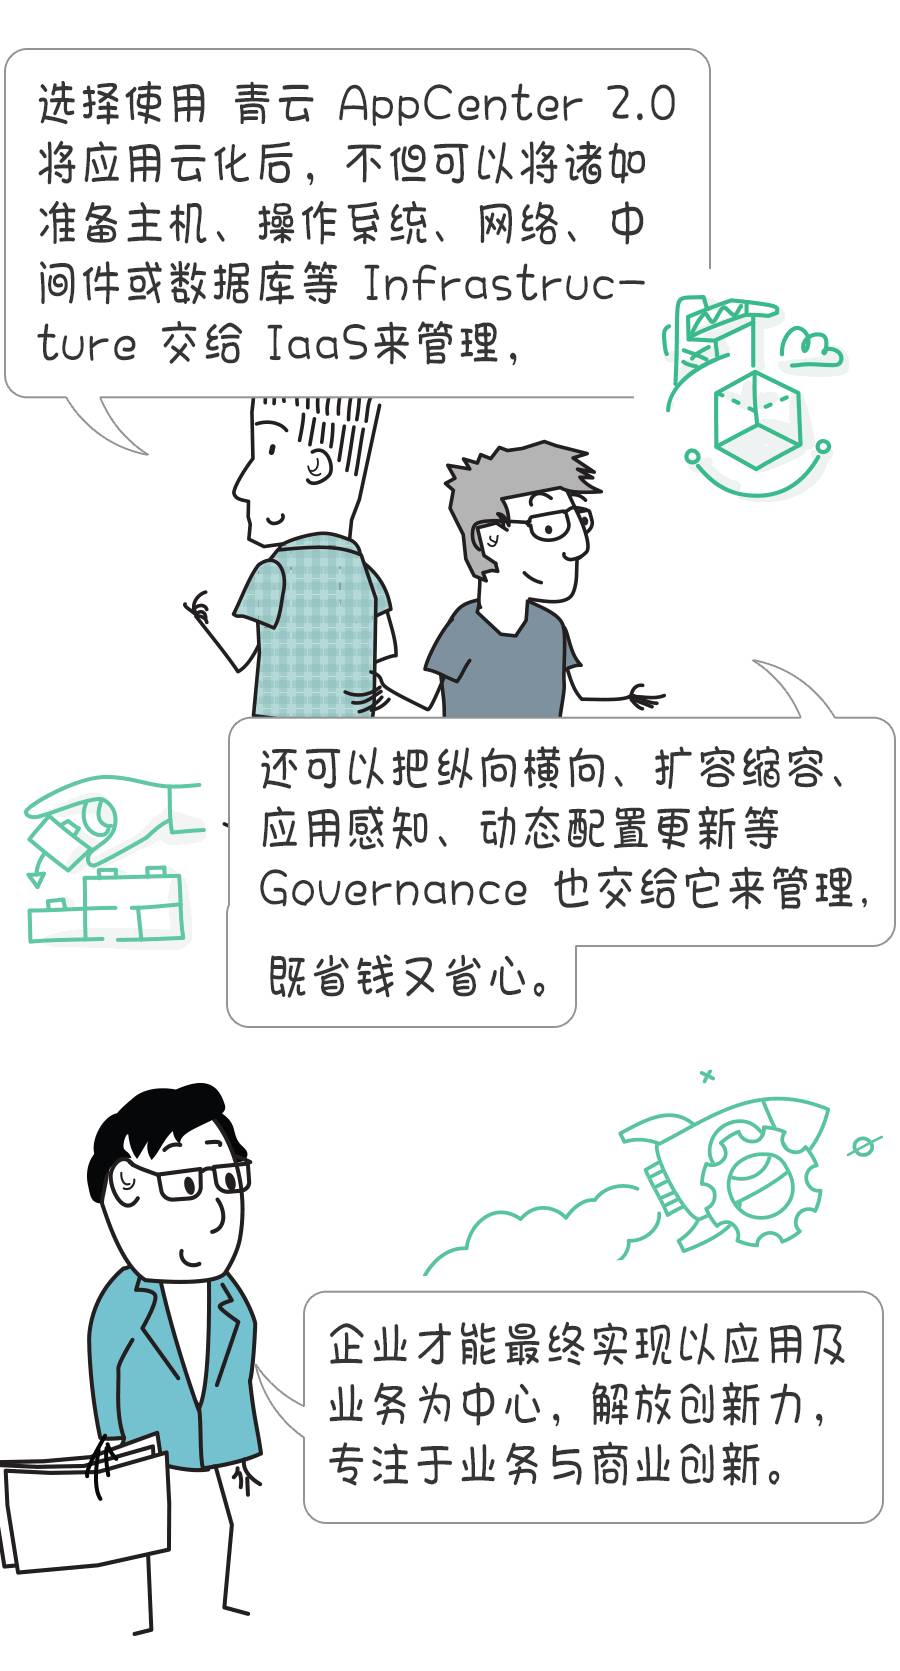 选择使用 青云 AppCenter 2.0
将应用云化后，不但可以将诸如
准备主机、操作系统、网络、中
间件或数据库等 Infrastruc-
ture 交给 IaaS来管理，
还可以把纵向横向、扩容缩容、
应用感知、动态配置更新等
Governance 也交给它来管理，
既省钱又省心。
企业才能最终实现以应用及
业务为中心，解放创新力，
专注于业务与商业创新。